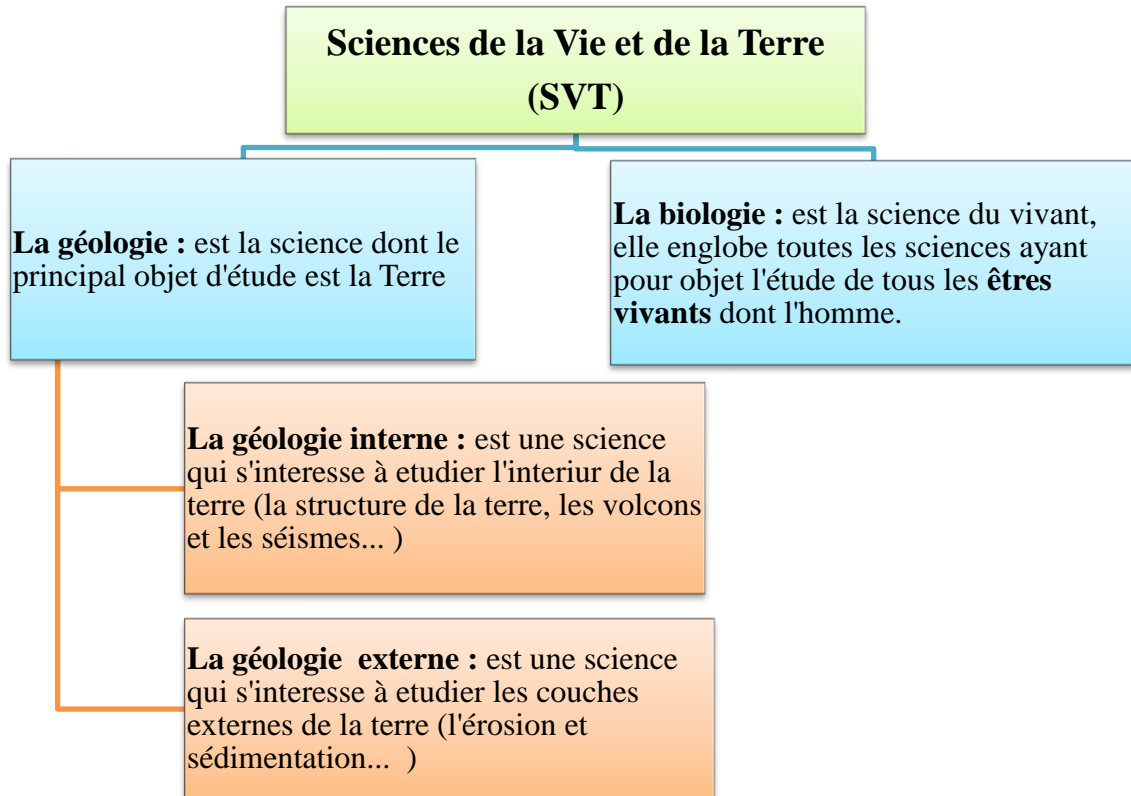 Sciences de la Vie et de la Terre
(SVT)
La géologie : est la science dont le
principal objet d'étude est la Terre
La biologie : est la science du vivant,
elle englobe toutes les sciences ayant
pour objet l'étude de tous les êtres
vivants dont l'homme.
La géologie interne : est une science
qui s'interesse à etudier l'interiur de la
terre (la structure de la terre, les volcons
et les séismes... )
La géologie  externe : est une science
qui s'interesse à etudier les couches
externes de la terre (l'érosion et
sédimentation...  )